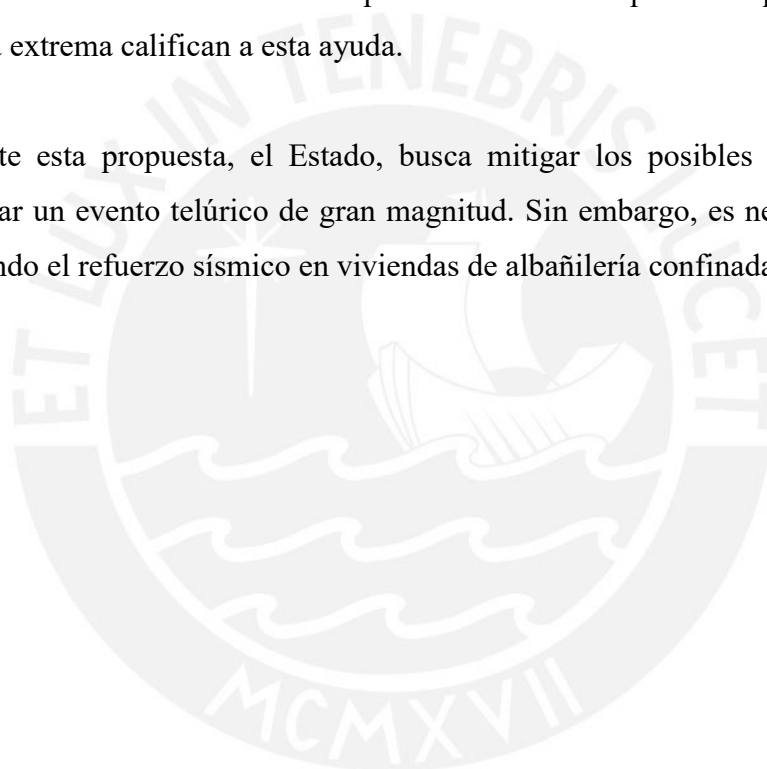 extrema califican a esta ayuda.
te esta propuesta, el Estado, busca mitigar los posibles
ar un evento telúrico de gran magnitud. Sin embargo, es ne
ndo el refuerzo sísmico en viviendas de albañilería confinada
ET LUX IN TENEBRIS LUCET
MCMXVII